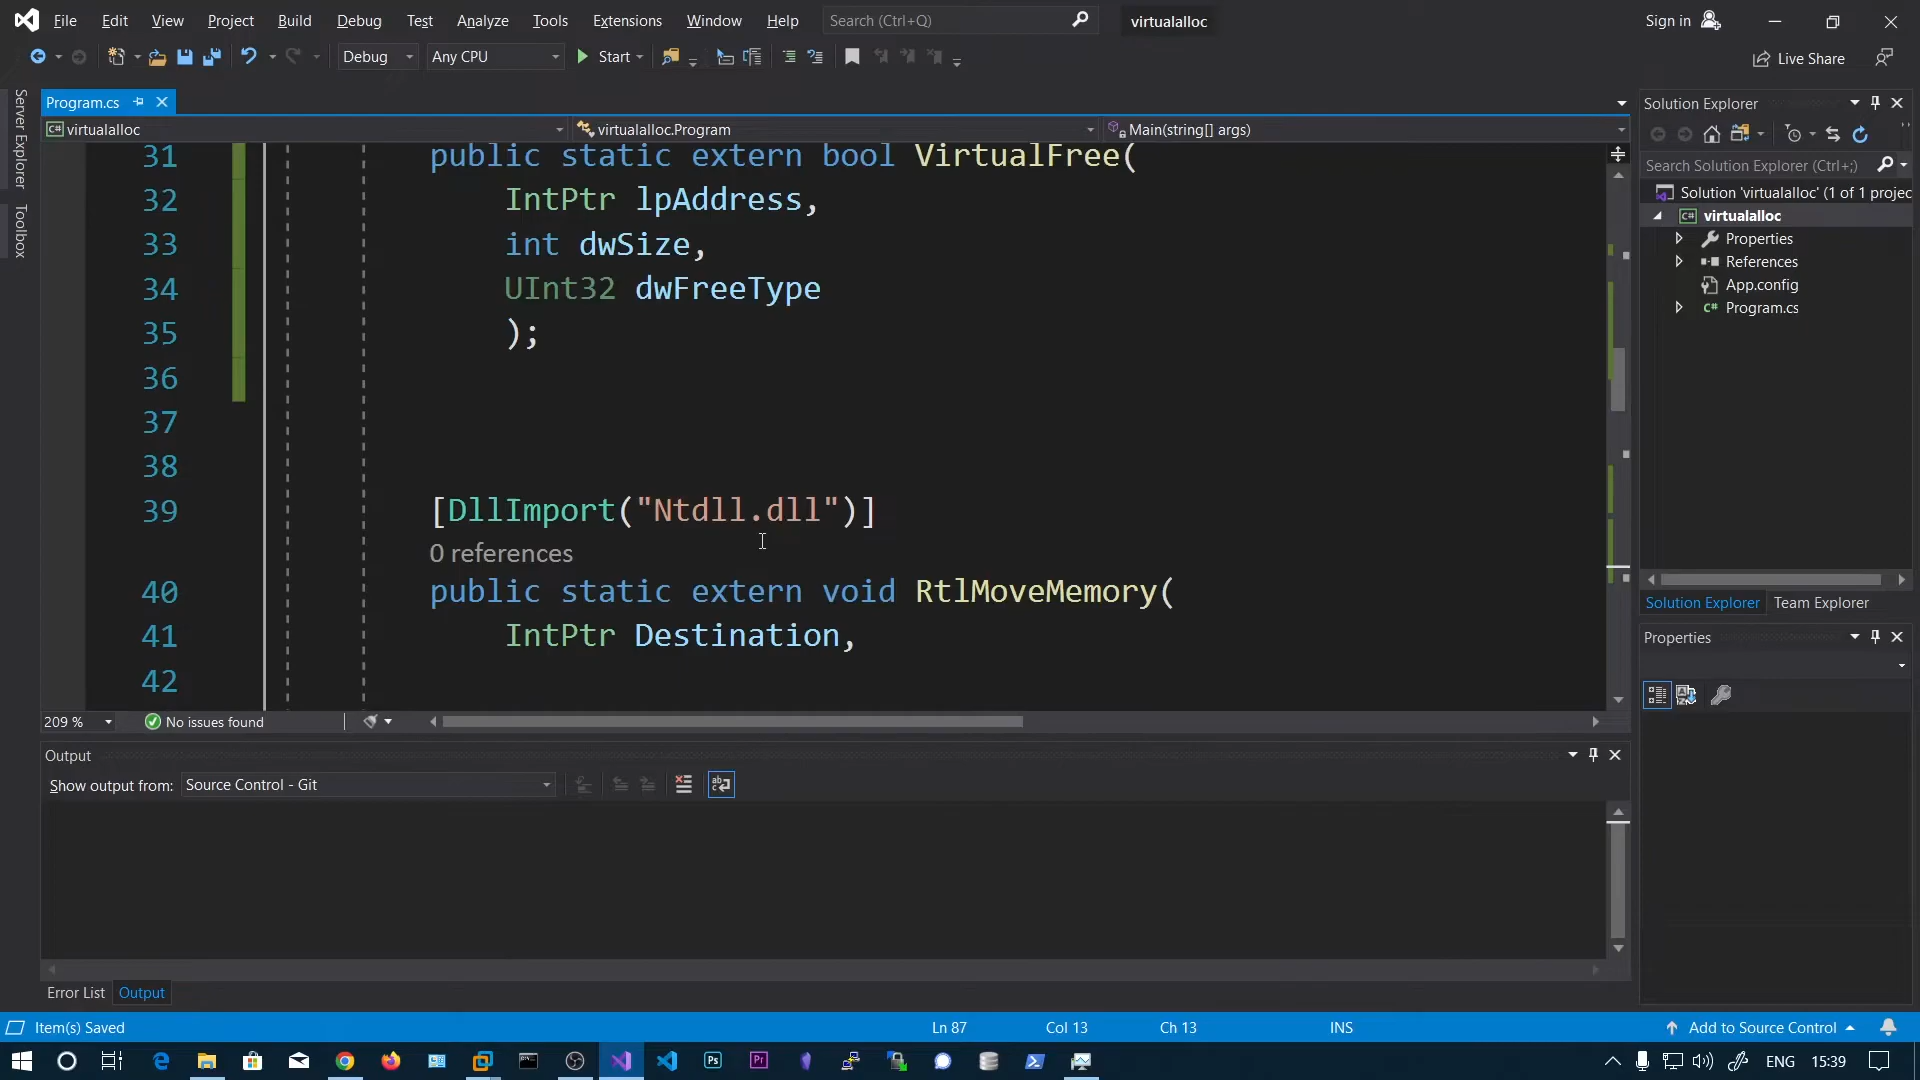 File Edit View Project Build Debug Test Analyze Tools Extensions Window Help Search (Ctrl+Q) virtualalloc Sign in
Debug Any CPU Start Live Share
Server Explorer
Toolbox
Program.cs
C# virtualalloc virtualalloc.Program Main(string[] args)
31 public static extern bool VirtualFree(
32 IntPtr lpAddress,
33 int dwSize,
34 UInt32 dwFreeType
35 );
36
37
38
39 [DllImport("Ntdll.dll")]
0 references
40 public static extern void RtlMoveMemory(
41 IntPtr Destination,
42
209 % No issues found
Output
Show output from: Source Control - Git
Error List Output
Solution Explorer
Search Solution Explorer (Ctrl+;)
Solution 'virtualalloc' (1 of 1 projec
C# virtualalloc
Properties
References
App.config
C# Program.cs
Solution Explorer Team Explorer
Properties
Item(s) Saved Ln 87 Col 13 Ch 13 INS Add to Source Control
Ps Pr ENG 15:39